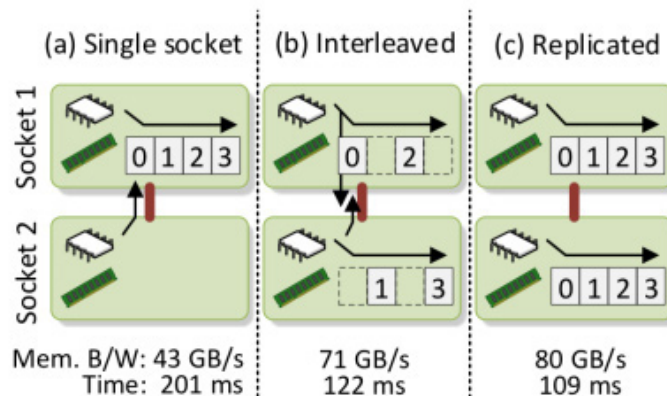 (a) Single socket (b) Interleaved (c) Replicated
Socket 1
0 1 2 3 0 2 0 1 2 3
Socket 2
1 3 0 1 2 3
Mem. B/W: 43 GB/s 71 GB/s 80 GB/s
Time: 201 ms 122 ms 109 ms